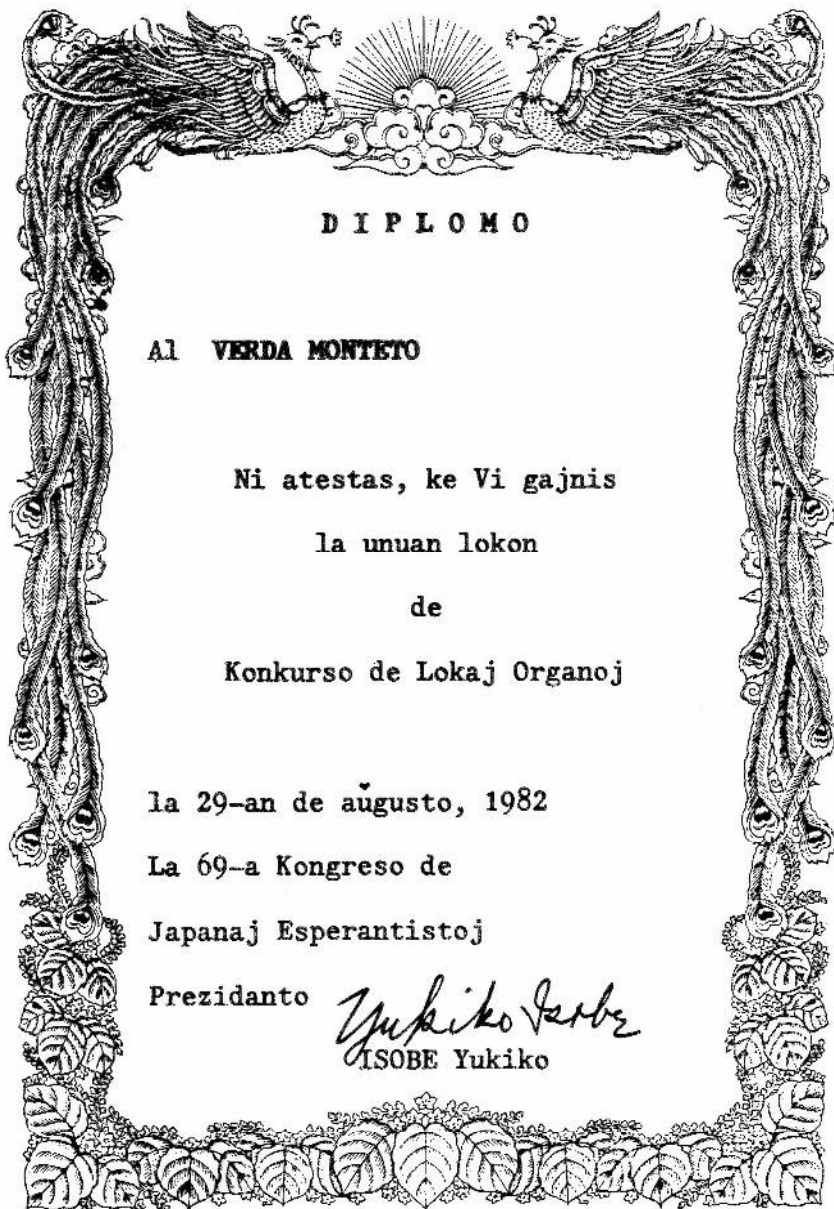 DIPLOMO
Al VERDA MONTETO
Ni atestas, ke Vi gajnis
la unuan lokon
de
Konkurso de Lokaj Organoj
la 29-an de aŭgusto, 1982
La 69-a Kongreso de
Japanaj Esperantistoj
Prezidanto Yukiko Isobe
ISOBE Yukiko